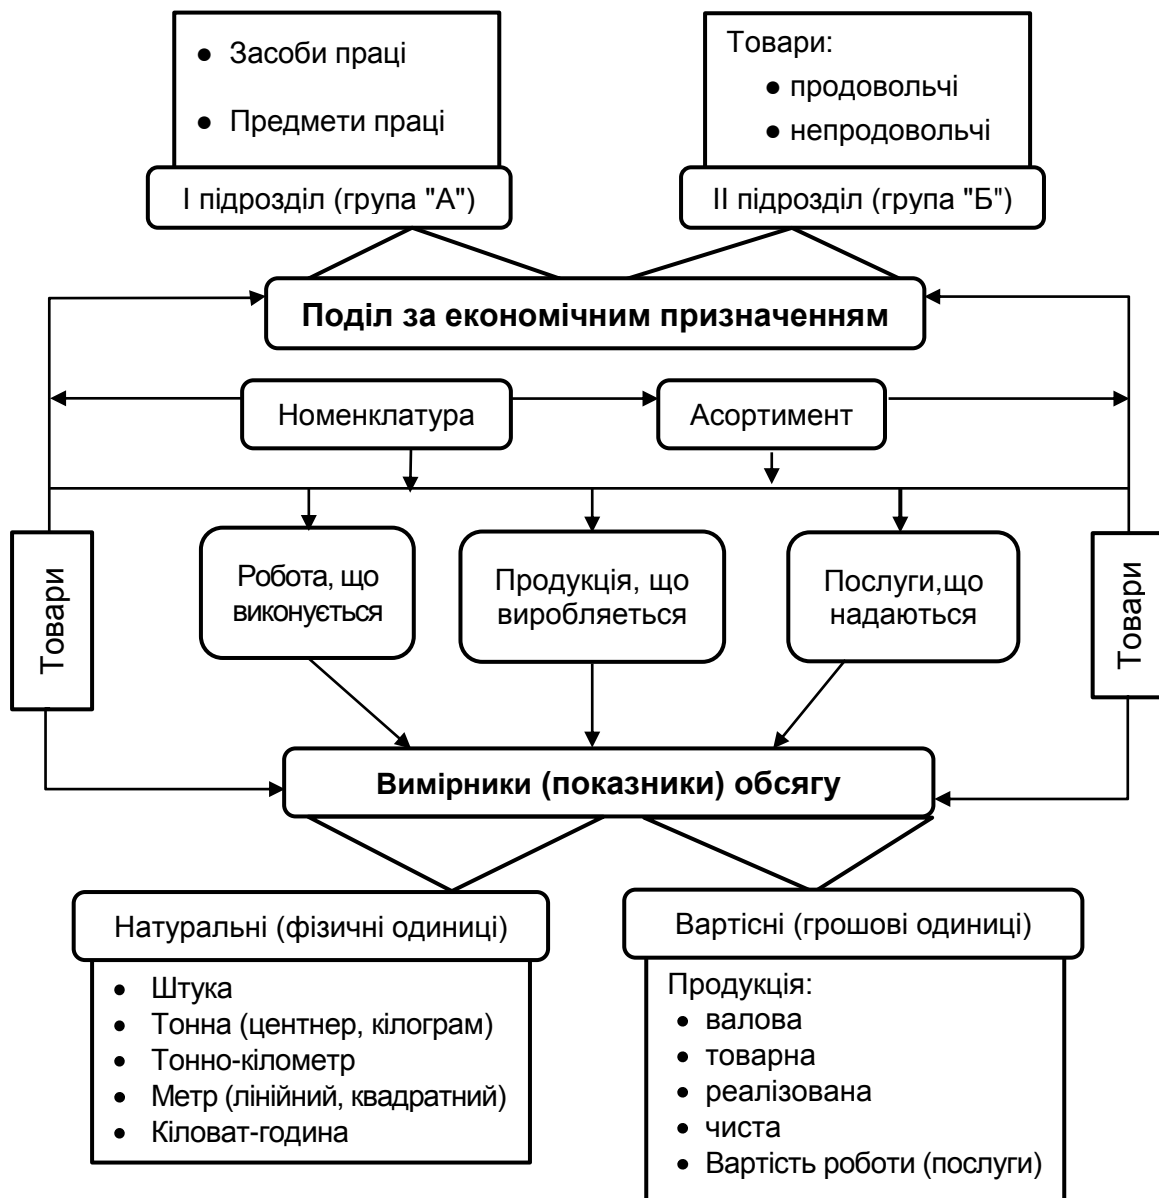 ● Засоби праці
● Предмети праці
Товари:
● продовольчі
● непродовольчі
І підрозділ (група "А")
ІІ підрозділ (група "Б")
Поділ за економічним призначенням
Номенклатура
Асортимент
Товари
Робота, що
виконується
Продукція, що
виробляеться
Послуги,що
надаються
Товари
Вимірники (показники) обсягу
Натуральні (фізичні одиниці)
• Штука
• Тонна (центнер, кілограм)
• Тонно-кілометр
• Метр (лінійний, квадратний)
• Кіловат-година
Вартісні (грошові одиниці)
Продукція:
• валова
• товарна
• реалізована
• чиста
• Вартість роботи (послуги)